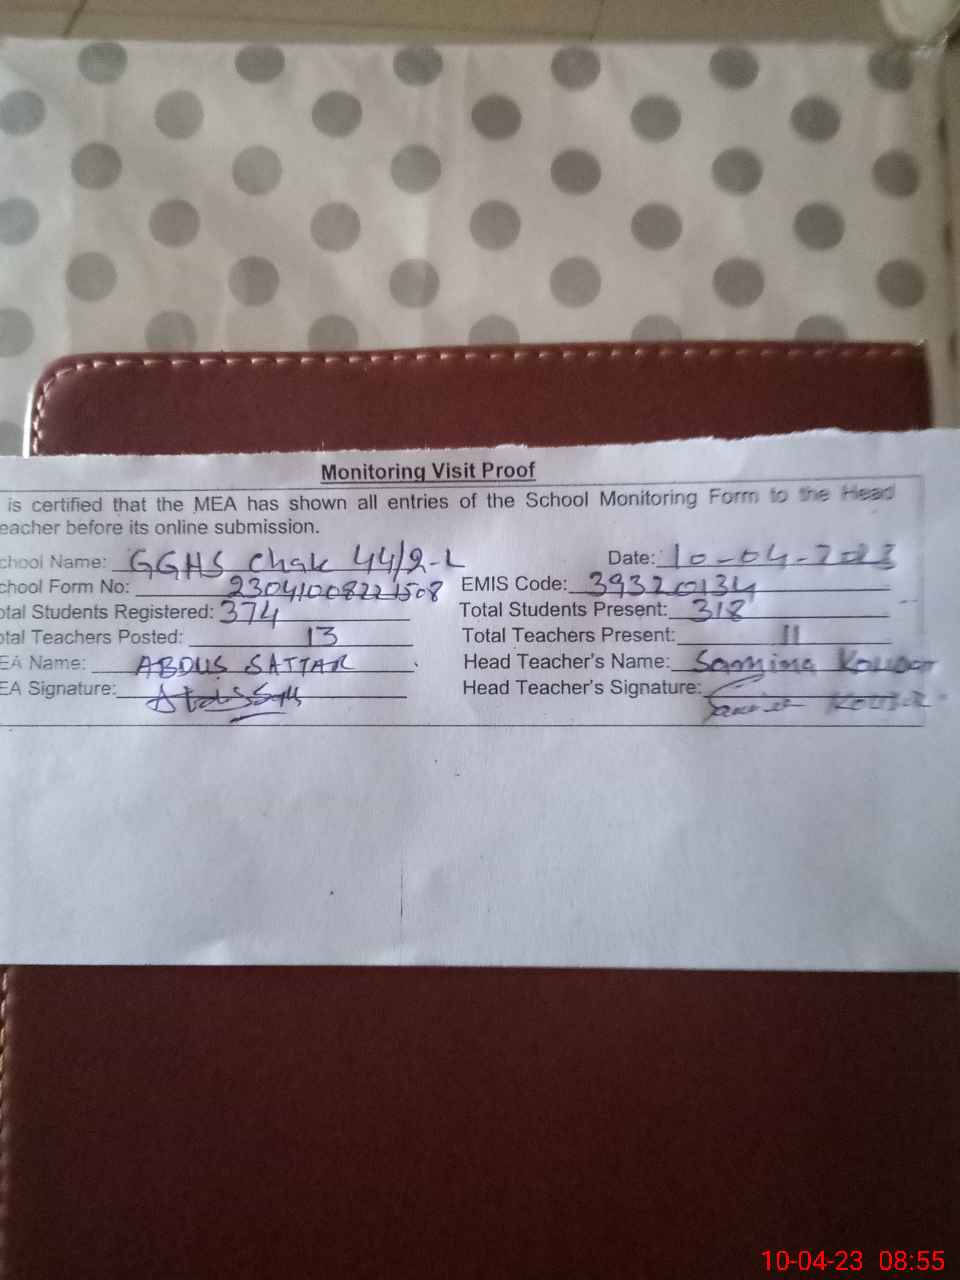 Monitoring Visit Proof
is certified that the MEA has shown all entries of the School Monitoring Form to the Head
eacher before its online submission.
chool Name: GGHS Chak 44/2-L Date: 10-04-2023
chool Form No: 23041008221508 EMIS Code: 39320134
otal Students Registered: 374 Total Students Present: 318
otal Teachers Posted: 13 Total Teachers Present: 11
EA Name: ABDUS SATTAR Head Teacher's Name: Samina Kousar
EA Signature: Head Teacher's Signature:
10-04-23 08:55